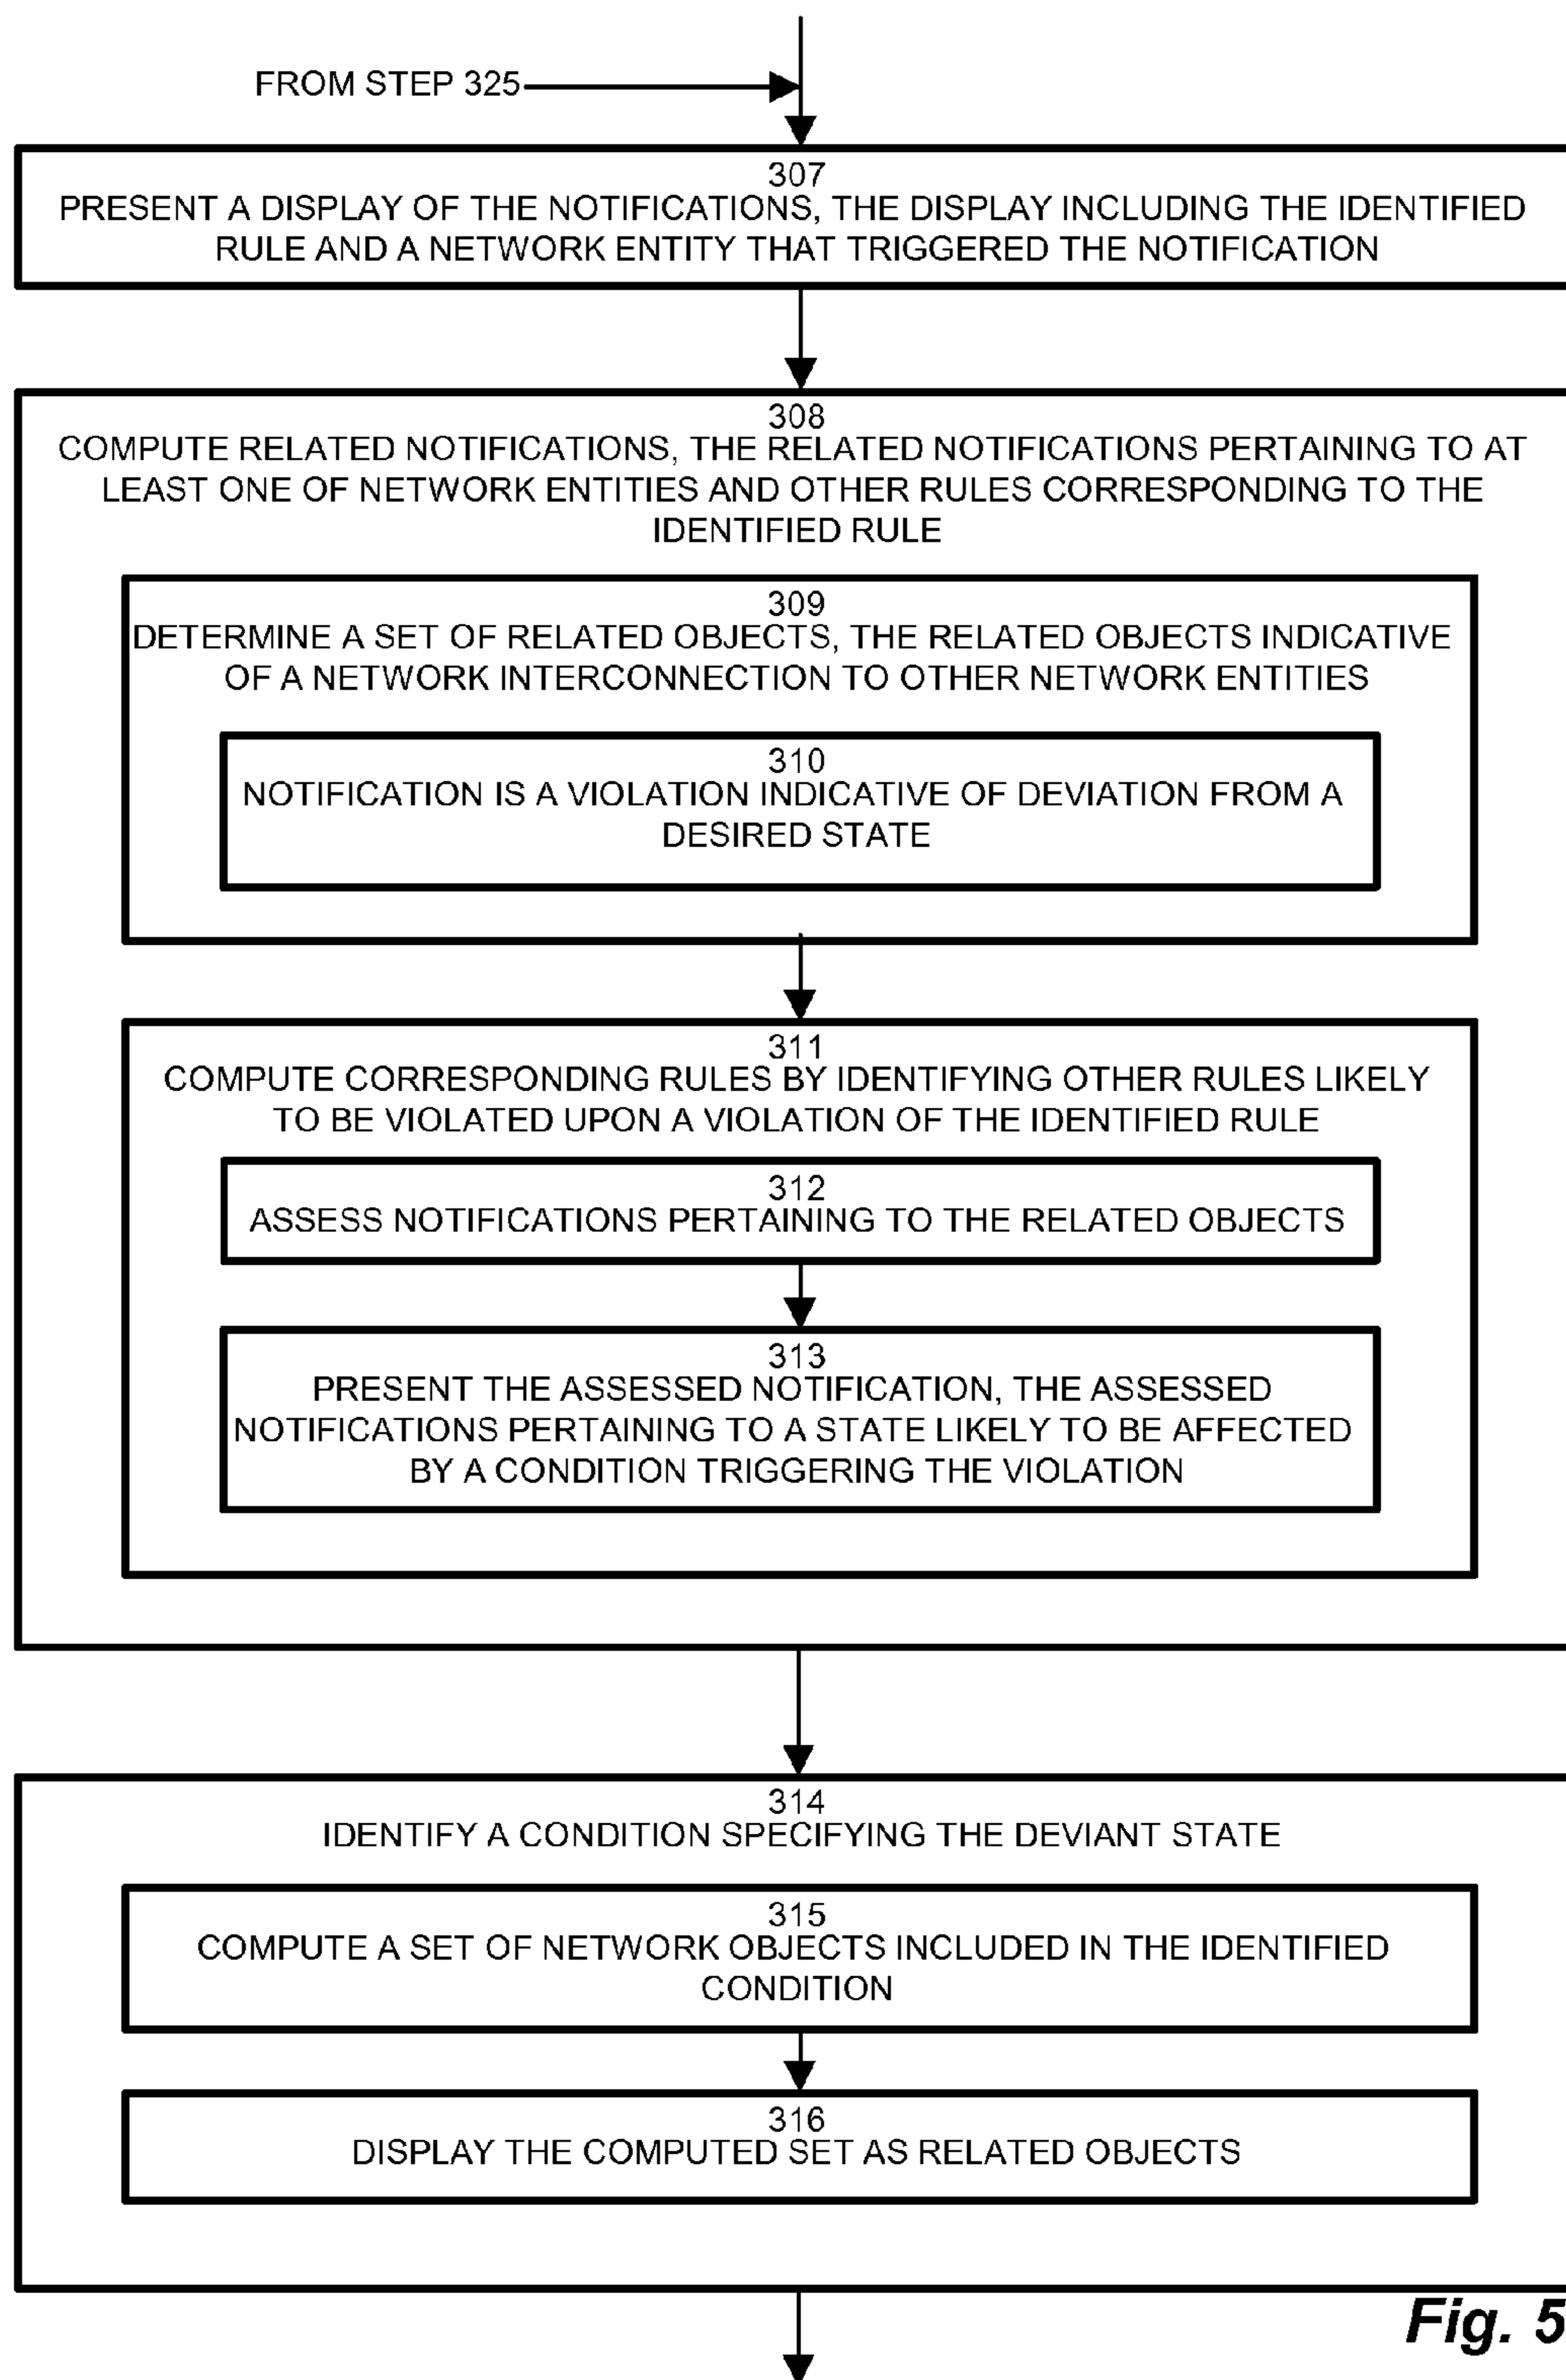 FROM STEP 325
307
PRESENT A DISPLAY OF THE NOTIFICATIONS, THE DISPLAY INCLUDING THE IDENTIFIED
RULE AND A NETWORK ENTITY THAT TRIGGERED THE NOTIFICATION
308
COMPUTE RELATED NOTIFICATIONS, THE RELATED NOTIFICATIONS PERTAINING TO AT
LEAST ONE OF NETWORK ENTITIES AND OTHER RULES CORRESPONDING TO THE
IDENTIFIED RULE
309
DETERMINE A SET OF RELATED OBJECTS, THE RELATED OBJECTS INDICATIVE
OF A NETWORK INTERCONNECTION TO OTHER NETWORK ENTITIES
310
NOTIFICATION IS A VIOLATION INDICATIVE OF DEVIATION FROM A
DESIRED STATE
311
COMPUTE CORRESPONDING RULES BY IDENTIFYING OTHER RULES LIKELY
TO BE VIOLATED UPON A VIOLATION OF THE IDENTIFIED RULE
312
ASSESS NOTIFICATIONS PERTAINING TO THE RELATED OBJECTS
313
PRESENT THE ASSESSED NOTIFICATION, THE ASSESSED
NOTIFICATIONS PERTAINING TO A STATE LIKELY TO BE AFFECTED
BY A CONDITION TRIGGERING THE VIOLATION
314
IDENTIFY A CONDITION SPECIFYING THE DEVIANT STATE
315
COMPUTE A SET OF NETWORK OBJECTS INCLUDED IN THE IDENTIFIED
CONDITION
316
DISPLAY THE COMPUTED SET AS RELATED OBJECTS
Fig. 5